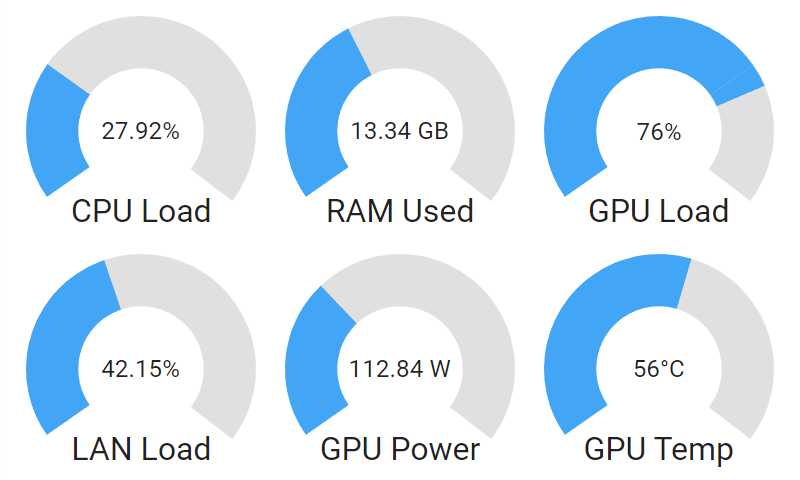 27.92%
CPU Load
13.34 GB
RAM Used
76%
GPU Load
42.15%
LAN Load
112.84 W
GPU Power
56°C
GPU Temp